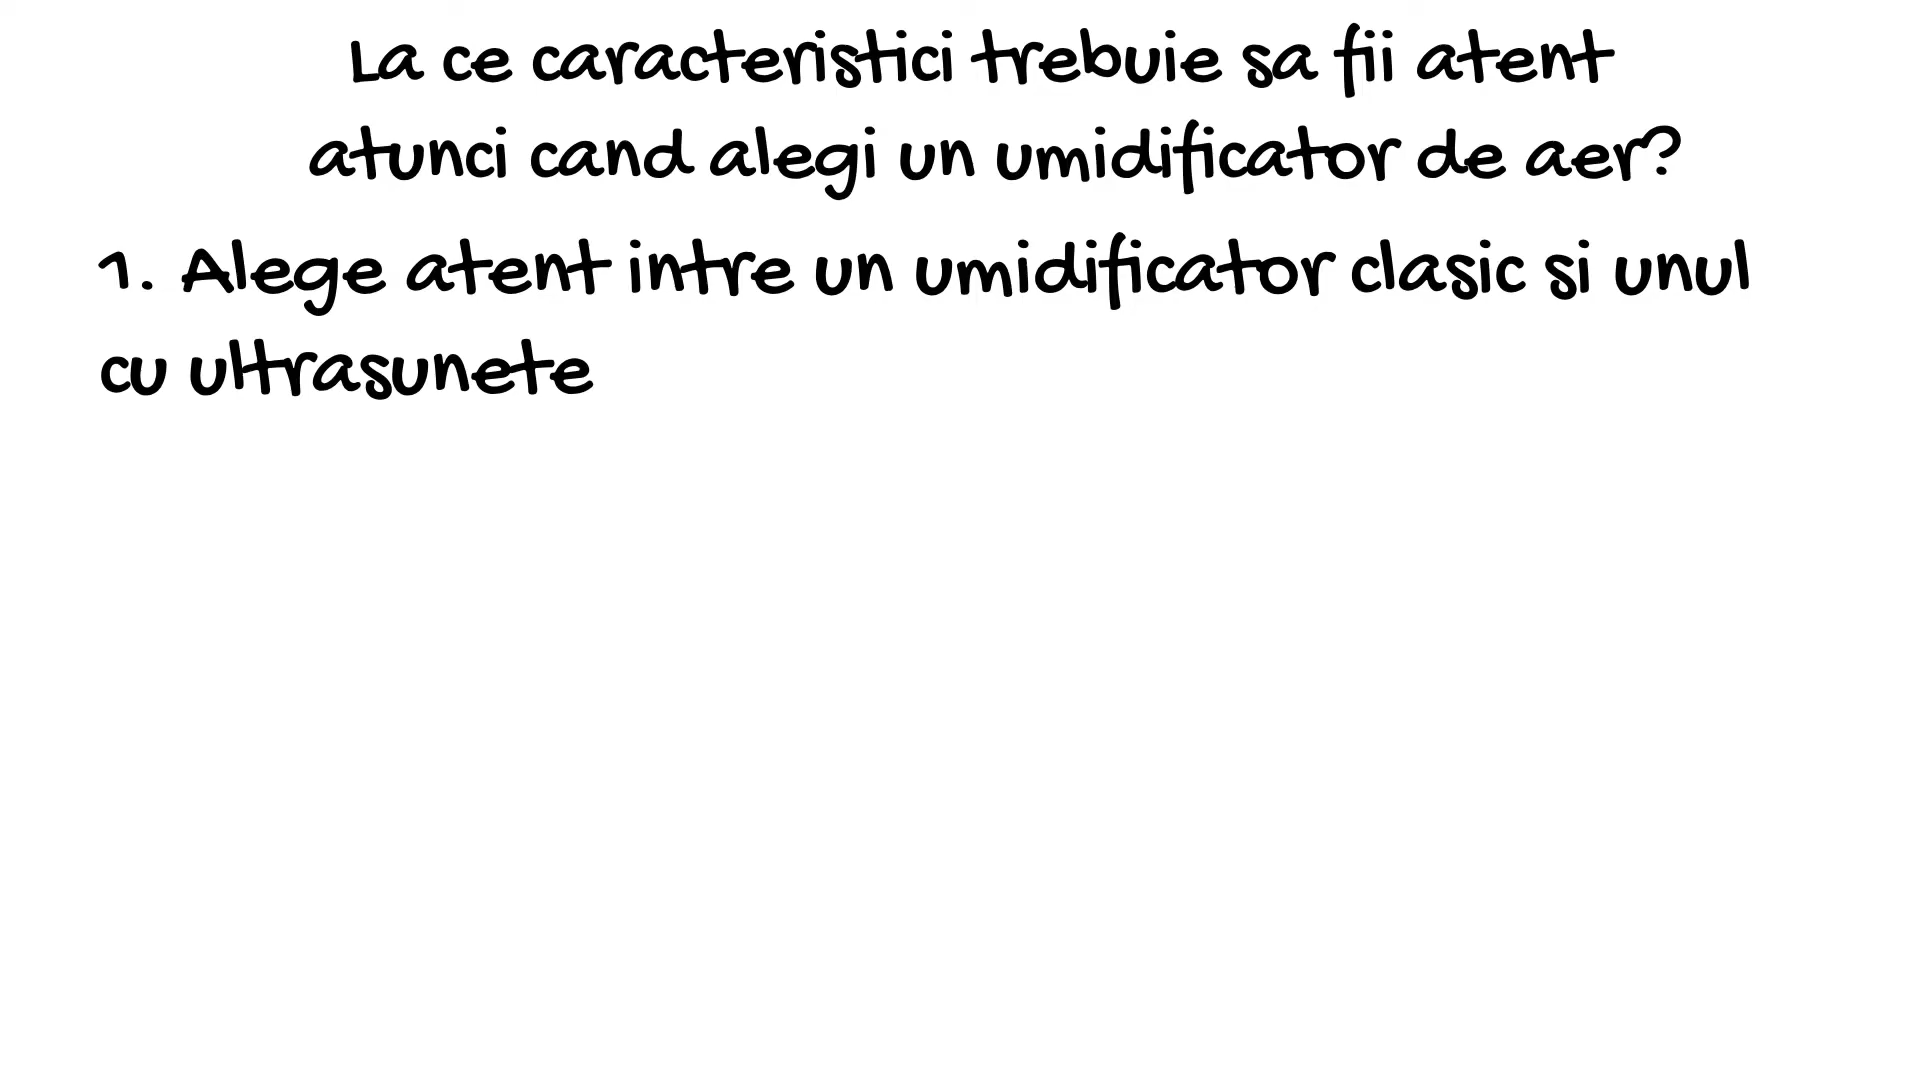 La ce caracteristici trebuie sa fii atent
atunci cand alegi un umidificator de aer?
1. Alege atent intre un umidificator clasic si unul
cu ultrasunete